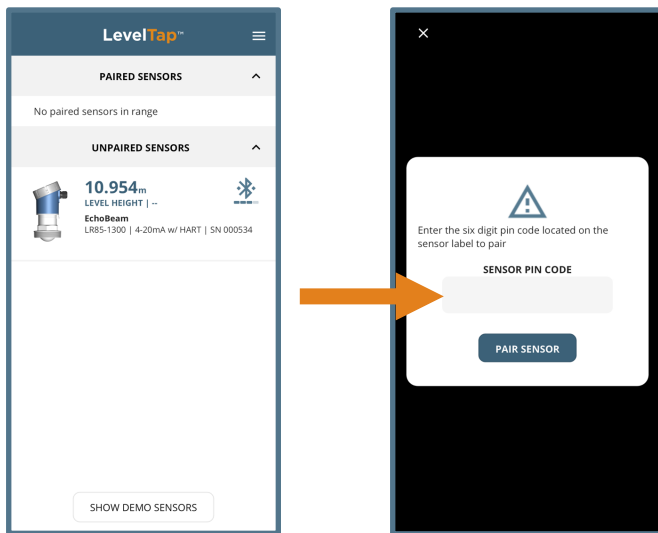 LevelTap™
PAIRED SENSORS
No paired sensors in range
UNPAIRED SENSORS
10.954m
LEVEL HEIGHT | --
EchoBeam
LR85-1300 | 4-20mA w/ HART | SN 000534
SHOW DEMO SENSORS
Enter the six digit pin code located on the
sensor label to pair
SENSOR PIN CODE
PAIR SENSOR